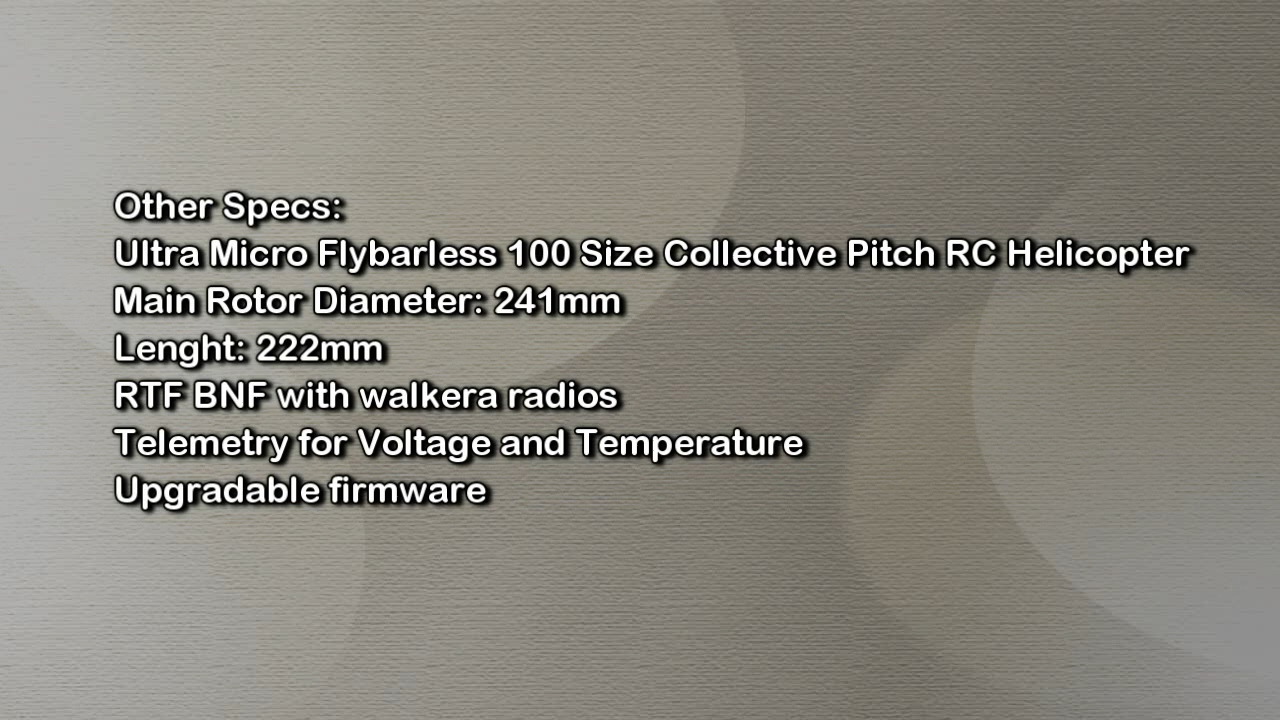 Other Specs:
Ultra Micro Flybarless 100 Size Collective Pitch RC Helicopter
Main Rotor Diameter: 241mm
Lenght: 222mm
RTF BNF with walkera radios
Telemetry for Voltage and Temperature
Upgradable firmware